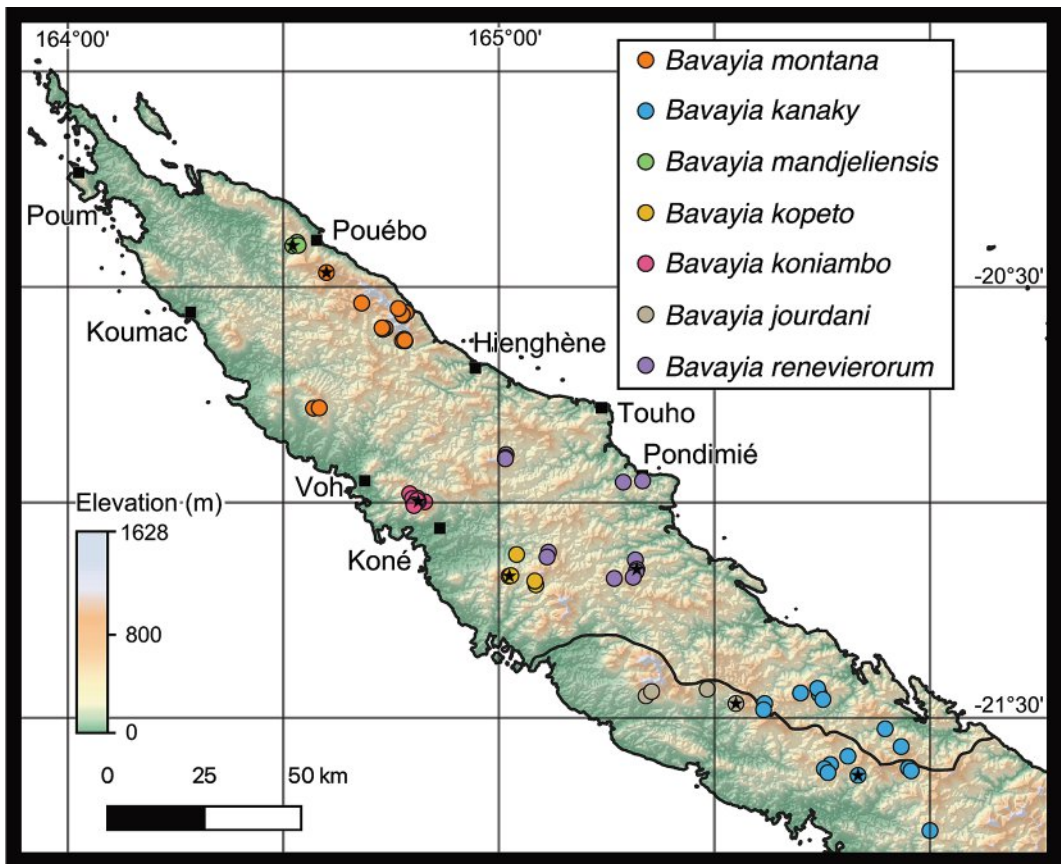 164°00'
165°00'
Bavayia montana
Bavayia kanaky
Bavayia mandjeliensis
Bavayia kopeto
Bavayia koniambo
Bavayia jourdani
Bavayia renevierorum
Poum
Pouébo
-20°30'
Koumac
Hienghène
Touho
Pondimié
Voh
Elevation (m)
1628
Koné
800
0
-21°30'
0 25 50 km